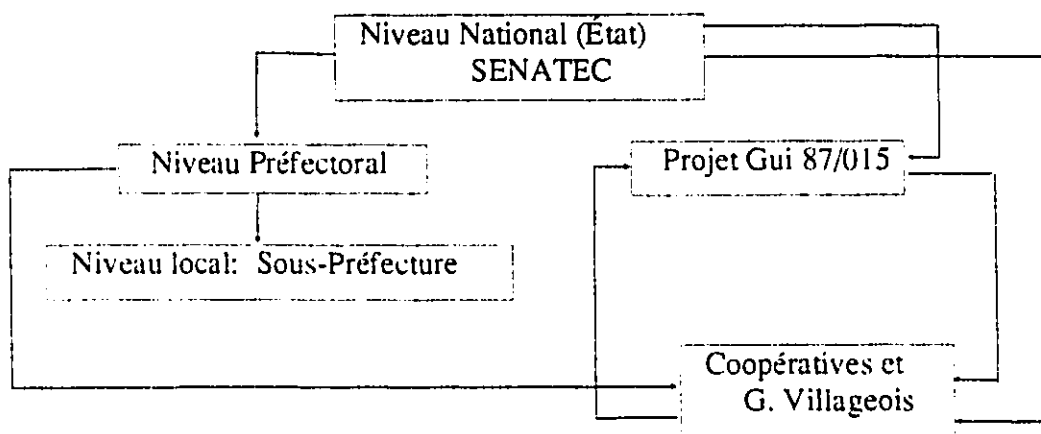 Niveau National (État)
SENATEC
Niveau Préfectoral
Projet Gui 87/015
Niveau local: Sous-Préfecture
Coopératives et
G. Villageois